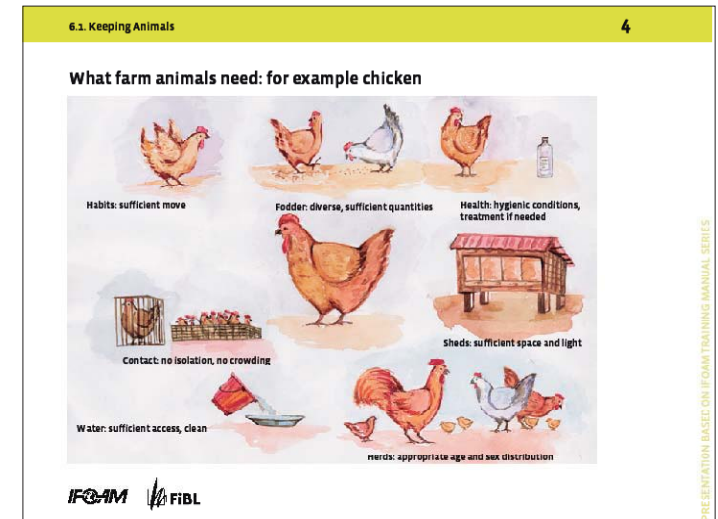 6.1. Keeping Animals
4
What farm animals need: for example chicken
Habits: sufficient move
Fodder: diverse, sufficient quantities
Health: hygienic conditions,
treatment if needed
Contact: no isolation, no crowding
Sheds: sufficient space and light
Water: sufficient access, clean
Herds: appropriate age and sex distribution
IFOAM
FiBL
PRESENTATION BASED ON IFOAM TRAINING MANUAL SERIES